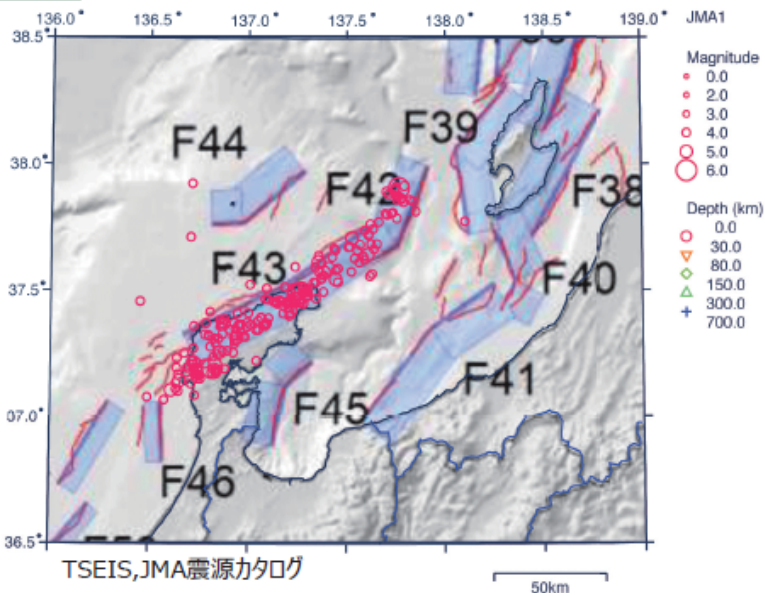 136.0° 136.5° 137.0° 137.5° 138.0° 138.5° 139.0° JMA1
38.5°
Magnitude
0.0
2.0
3.0
4.0
5.0
6.0
F39
F44
38.0°
F42
F38
Depth (km)
0.0
30.0
80.0
150.0
300.0
700.0
F43
F40
37.5°
F41
F45
37.0°
F46
36.5°
TSEIS,JMA震源カタログ
50km